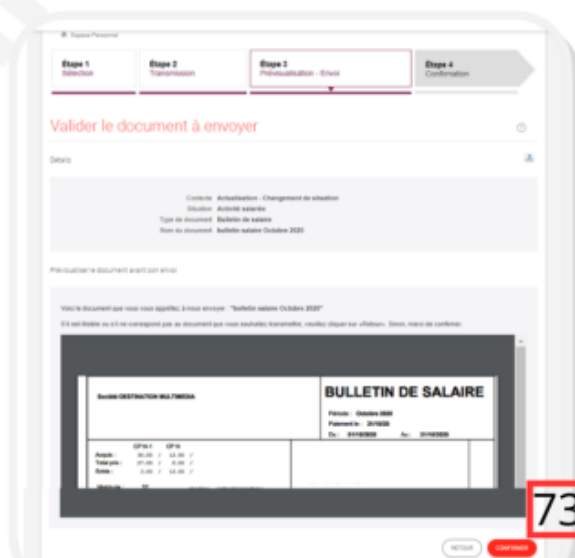 Espace Personnel
Étape 1
Sélection
Étape 2
Transmission
Étape 3
Prévisualisation - Envoi
Étape 4
Confirmation
Valider le document à envoyer
Détails
Contexte Actualisation - Changement de situation
Situation Activité salariée
Type de document Bulletin de salaire
Nom du document bulletin salaire Octobre 2020
Prévisualiser le document avant son envoi
Voici le document que vous vous apprêtez à nous envoyer : "bulletin salaire Octobre 2020"
S'il est illisible ou s'il ne correspond pas au document que vous souhaitez transmettre, veuillez cliquer sur «Retour». Sinon, merci de confirmer.
Société DESTINATION MULTIMEDIA
BULLETIN DE SALAIRE
Période : Octobre 2020
Paiement le : 31/10/20
Du : 01/10/2020 Au : 31/10/2020
CP N-1 CP N
Acquis : 30.00 / 12.50 /
Total pris : 27.00 / 0.00 /
Solde : 3.00 / 12.50 /
Matricule :
73
RETOUR
CONFIRMER